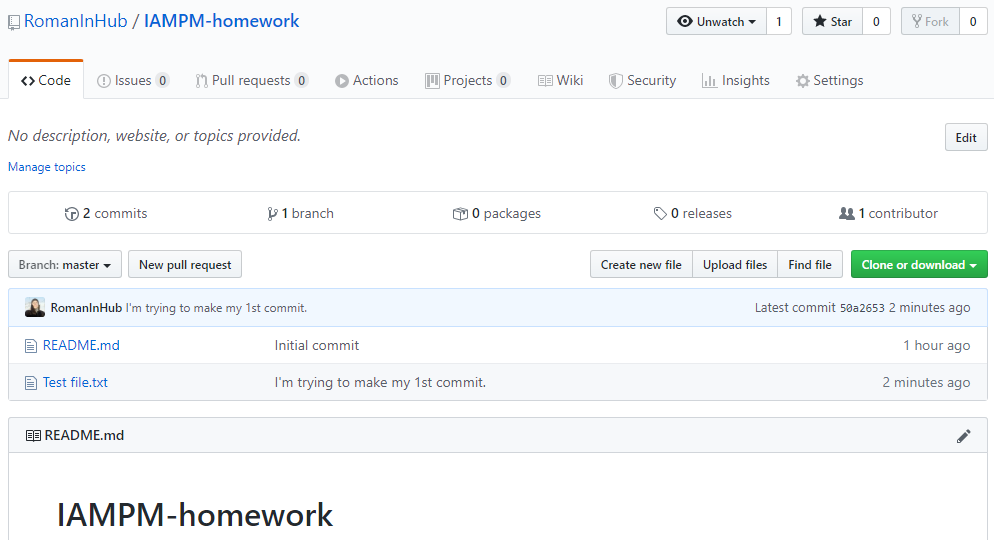 RomanInHub / IAMPM-homework
Unwatch 1 Star 0 Fork 0
Code Issues 0 Pull requests 0 Actions Projects 0 Wiki Security Insights Settings
No description, website, or topics provided.
Edit
Manage topics
2 commits 1 branch 0 packages 0 releases 1 contributor
Branch: master New pull request Create new file Upload files Find file Clone or download
RomanInHub I'm trying to make my 1st commit. Latest commit 50a2653 2 minutes ago
README.md Initial commit 1 hour ago
Test file.txt I'm trying to make my 1st commit. 2 minutes ago
README.md
IAMPM-homework